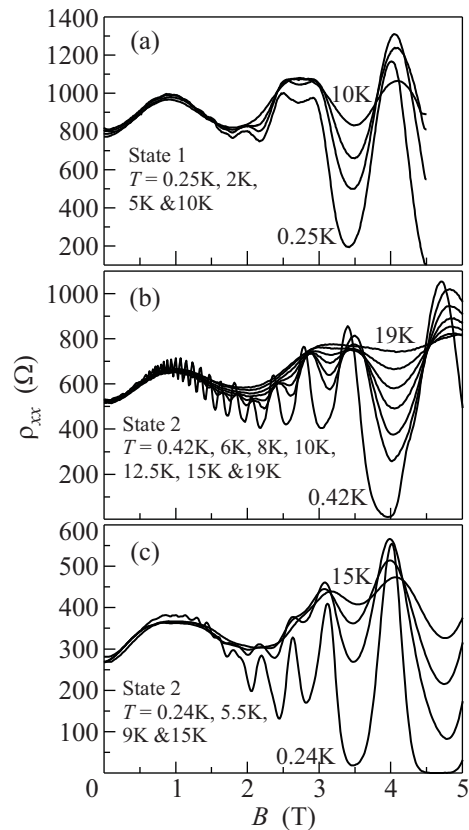 1400
(a)
1200
1000
10K
800
600
State 1
T = 0.25K, 2K,
5K &10K
400
0.25K
200
(b)
1000
19K
800
600
400
State 2
T = 0.42K, 6K, 8K, 10K,
12.5K, 15K &19K
200
0.42K
ρxx (Ω)
600
(c)
500
15K
400
300
200
State 2
T = 0.24K, 5.5K,
9K &15K
100
0.24K
0
0 1 2 3 4 5
B (T)